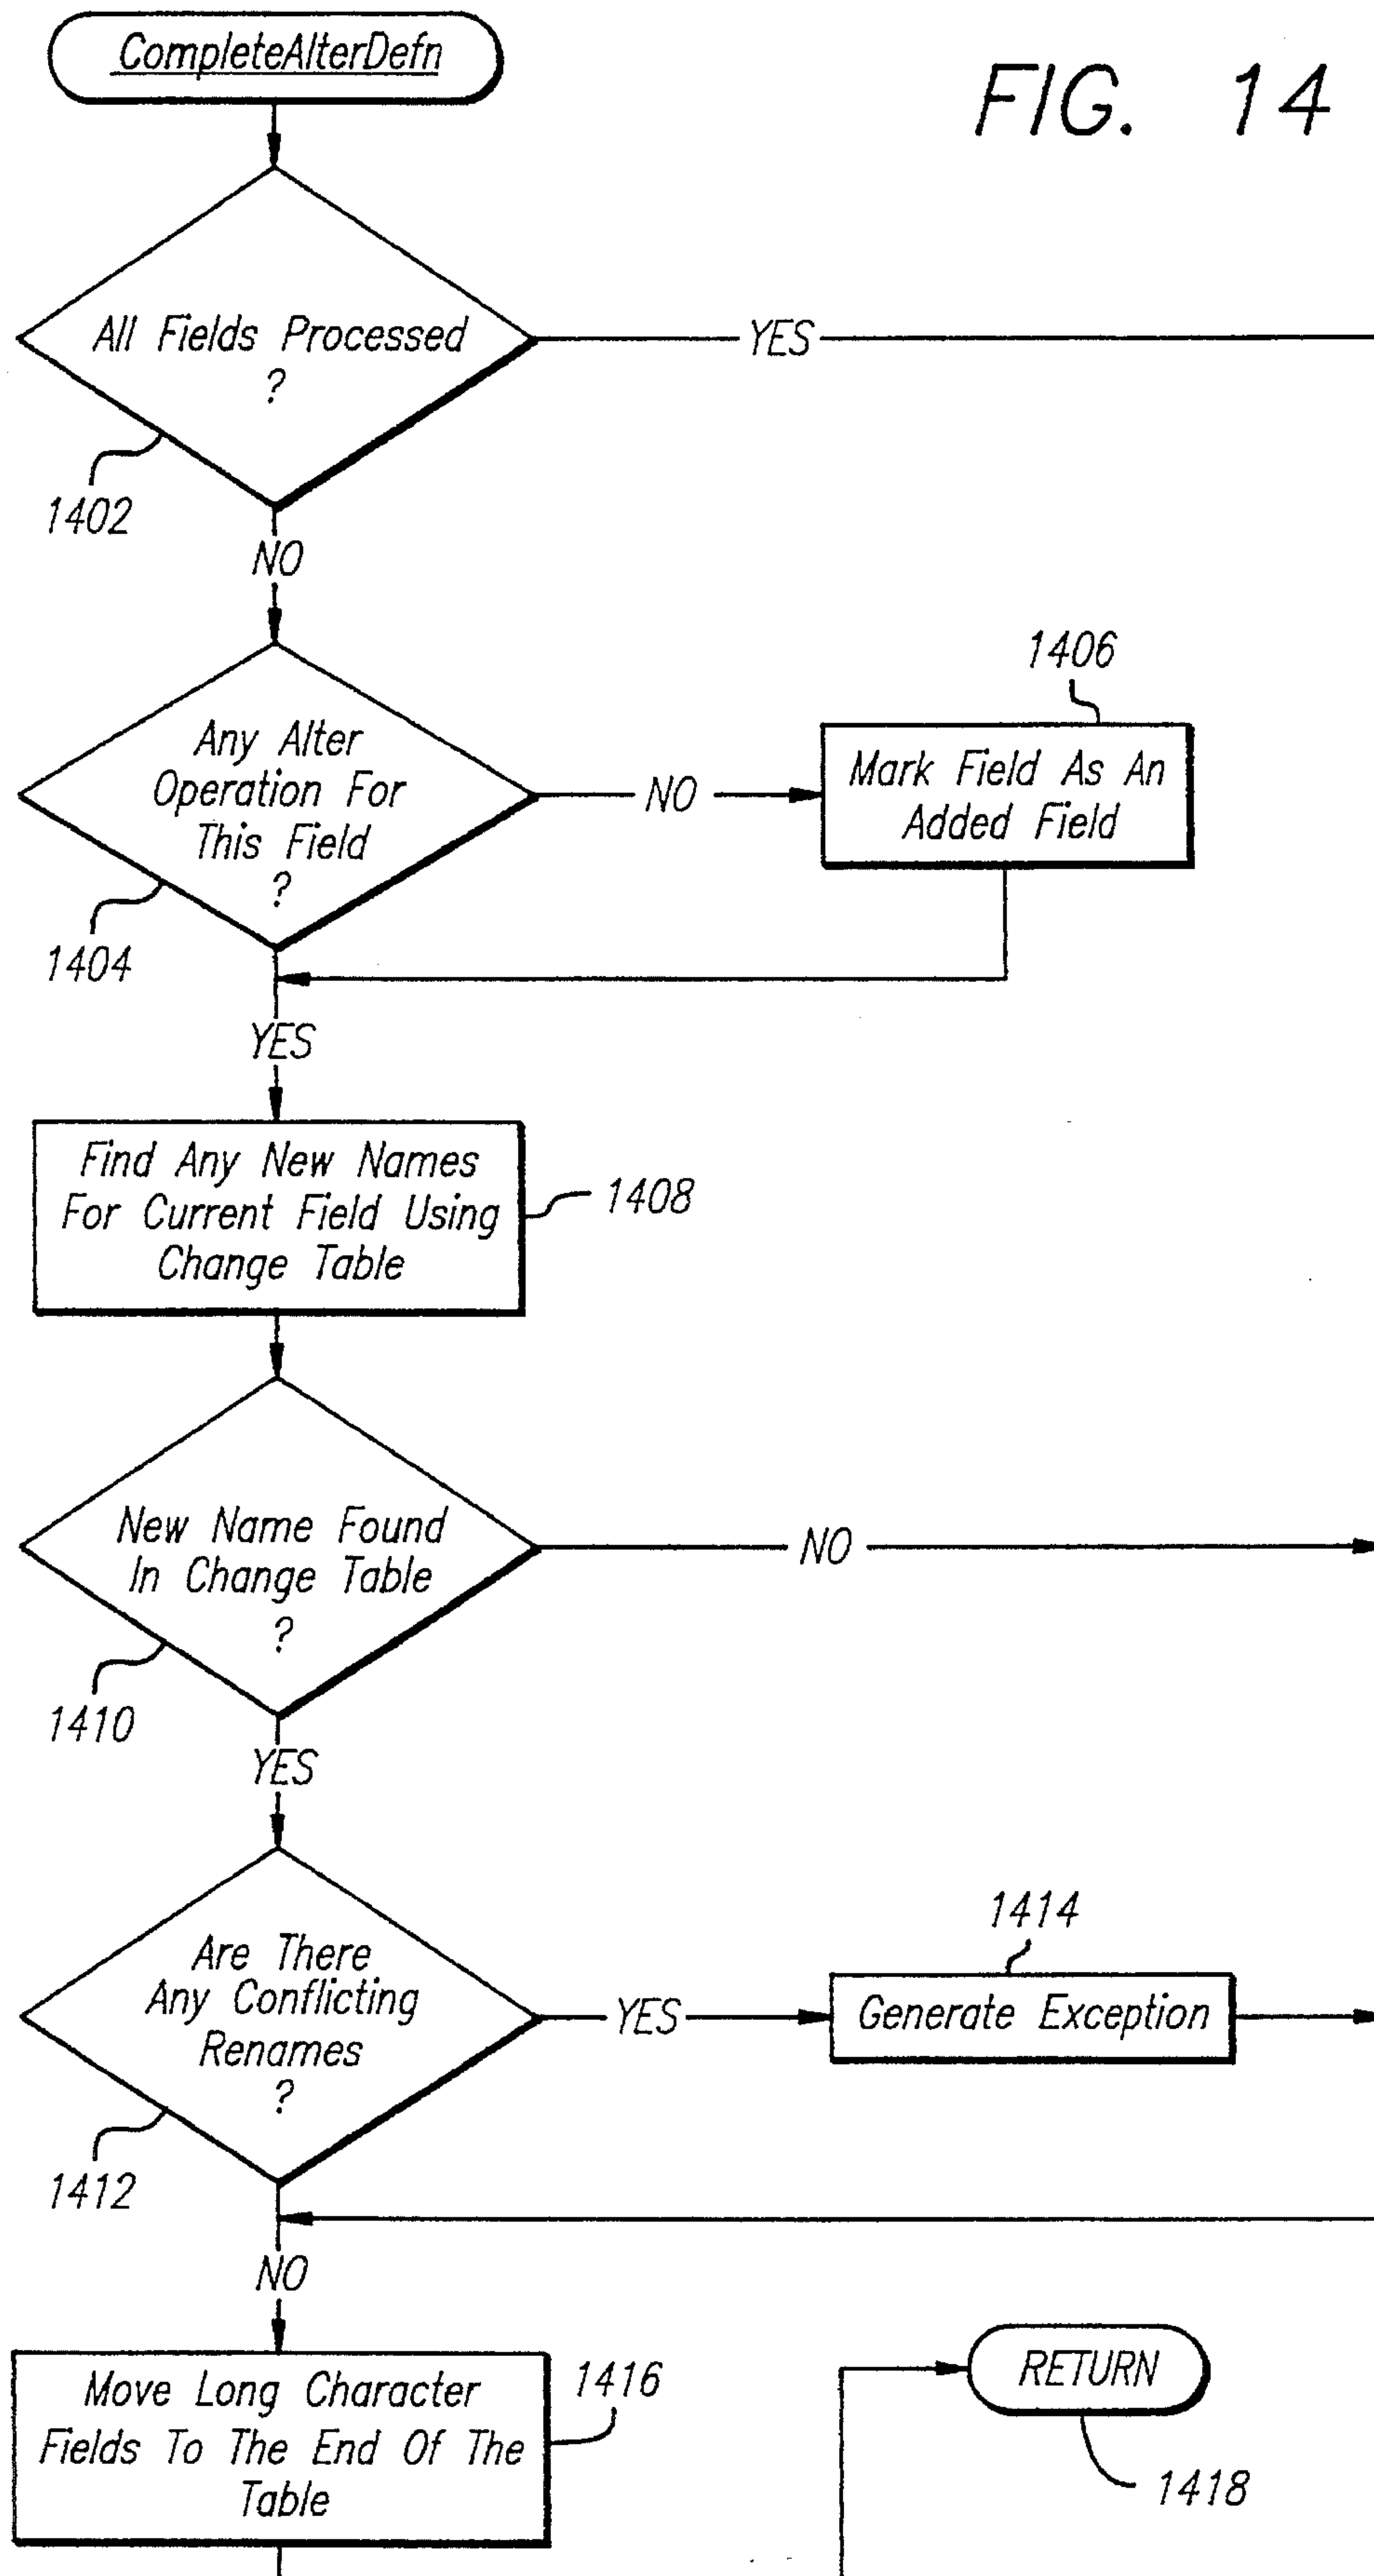 CompleteAlterDefn
FIG. 14
All Fields Processed
?
YES
1402
NO
1406
Any Alter
Operation For
This Field
?
NO
Mark Field As An
Added Field
1404
YES
Find Any New Names
For Current Field Using
Change Table
1408
New Name Found
In Change Table
?
NO
1410
YES
1414
Are There
Any Conflicting
Renames
?
YES
Generate Exception
1412
NO
Move Long Character
Fields To The End Of The
Table
1416
RETURN
1418